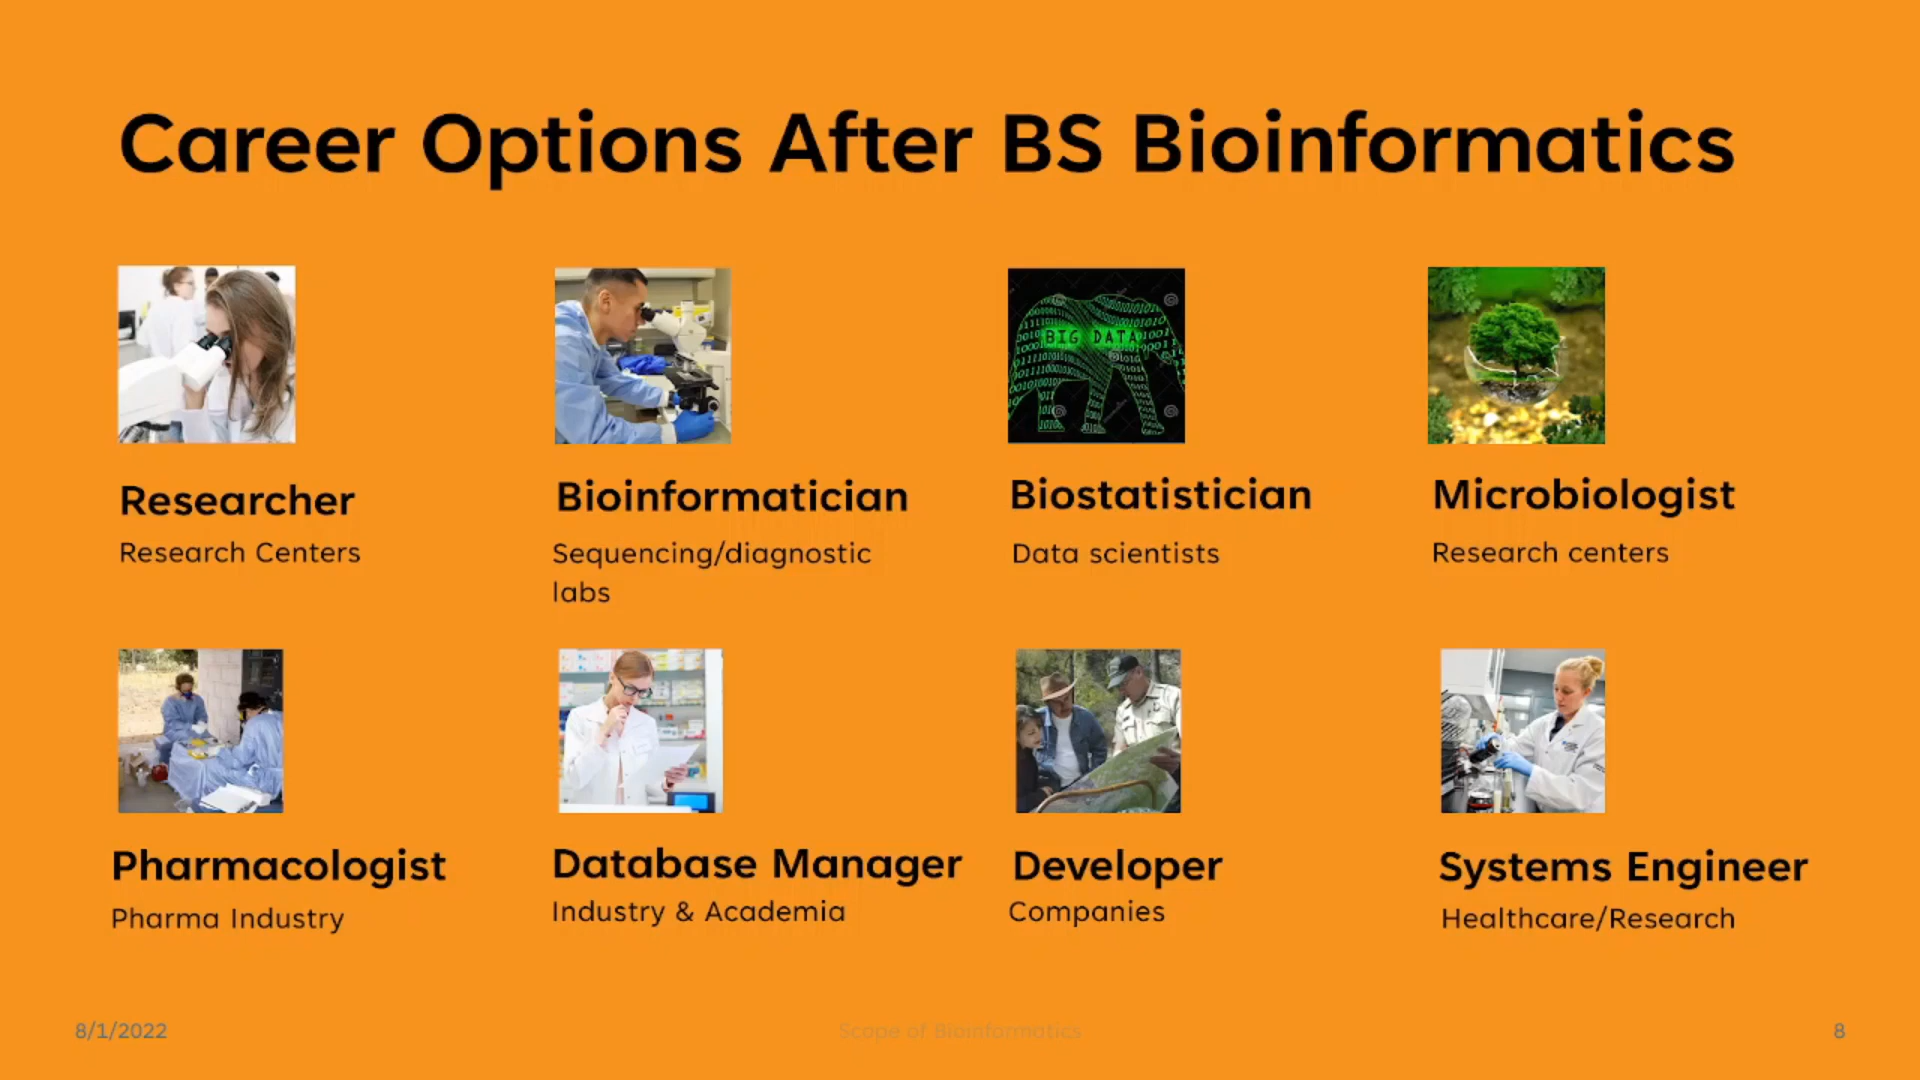 Career Options After BS Bioinformatics
BIG DATA
Researcher
Research Centers
Bioinformatician
Sequencing/diagnostic
labs
Biostatistician
Data scientists
Microbiologist
Research centers
Pharmacologist
Pharma Industry
Database Manager
Industry & Academia
Developer
Companies
Systems Engineer
Healthcare/Research
8/1/2022
Scope of Bioinformatics
8